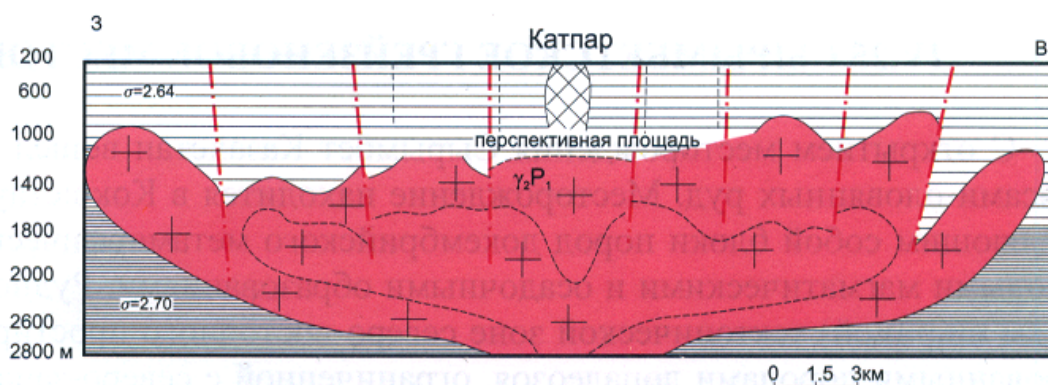 З
Катпар
В
200
600
1000
1400
1800
2000
2600
2800 м
σ=2.64
перспективная площадь
γ₂P₁
σ=2.70
0 1,5 3км